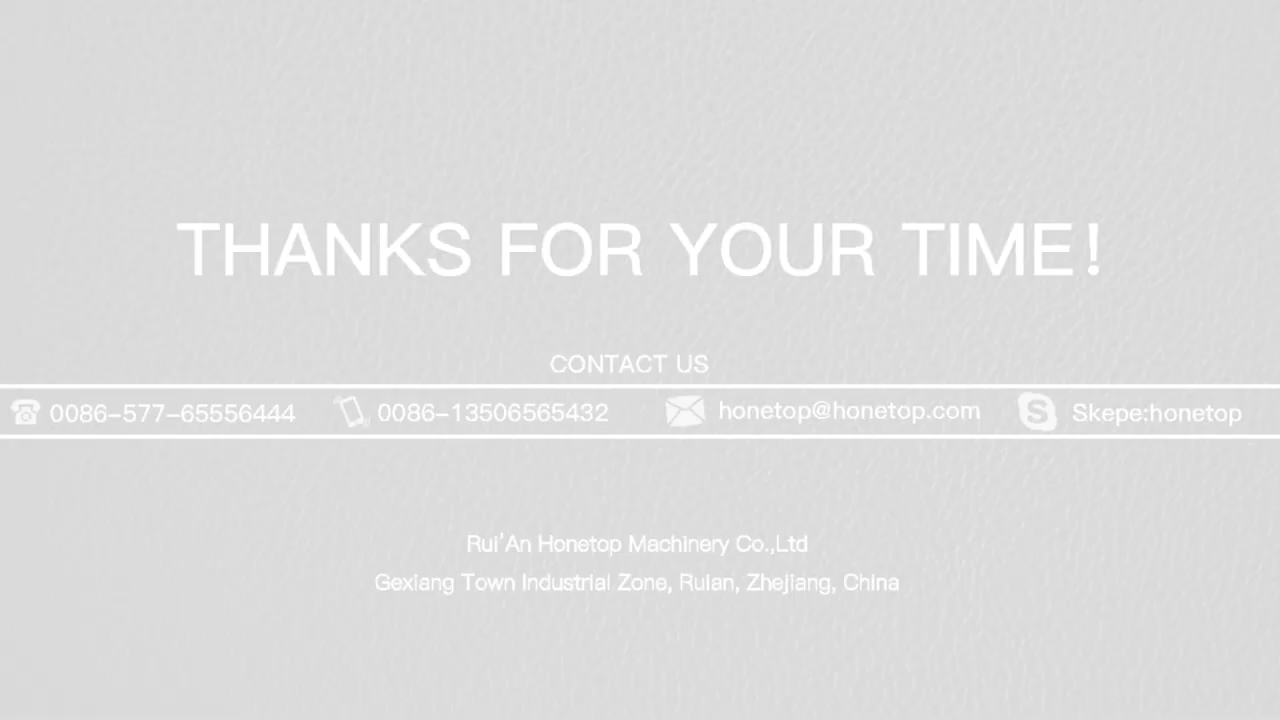 THANKS FOR YOUR TIME!
CONTACT US
0086-577-65556444 0086-13506565432 honetop@honetop.com Skepe:honetop
Rui'An Honetop Machinery Co.,Ltd
Gexiang Town Industrial Zone, Ruian, Zhejiang, China